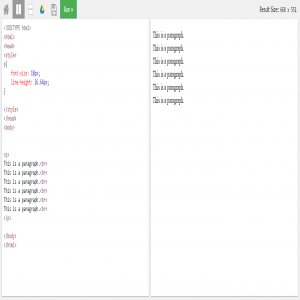 Run »
Result Size: 668 x 551
<!DOCTYPE html>
<html>
<head>
<style>
p{
font-size: 18px;
line-height: 16.64px;
}
</style>
</head>
<body>
<p>
This is a paragraph.<br>
This is a paragraph.<br>
This is a paragraph.<br>
This is a paragraph.<br>
This is a paragraph.<br>
This is a paragraph.<br>
</body>
</html>
This is a paragraph.
This is a paragraph.
This is a paragraph.
This is a paragraph.
This is a paragraph.
This is a paragraph.